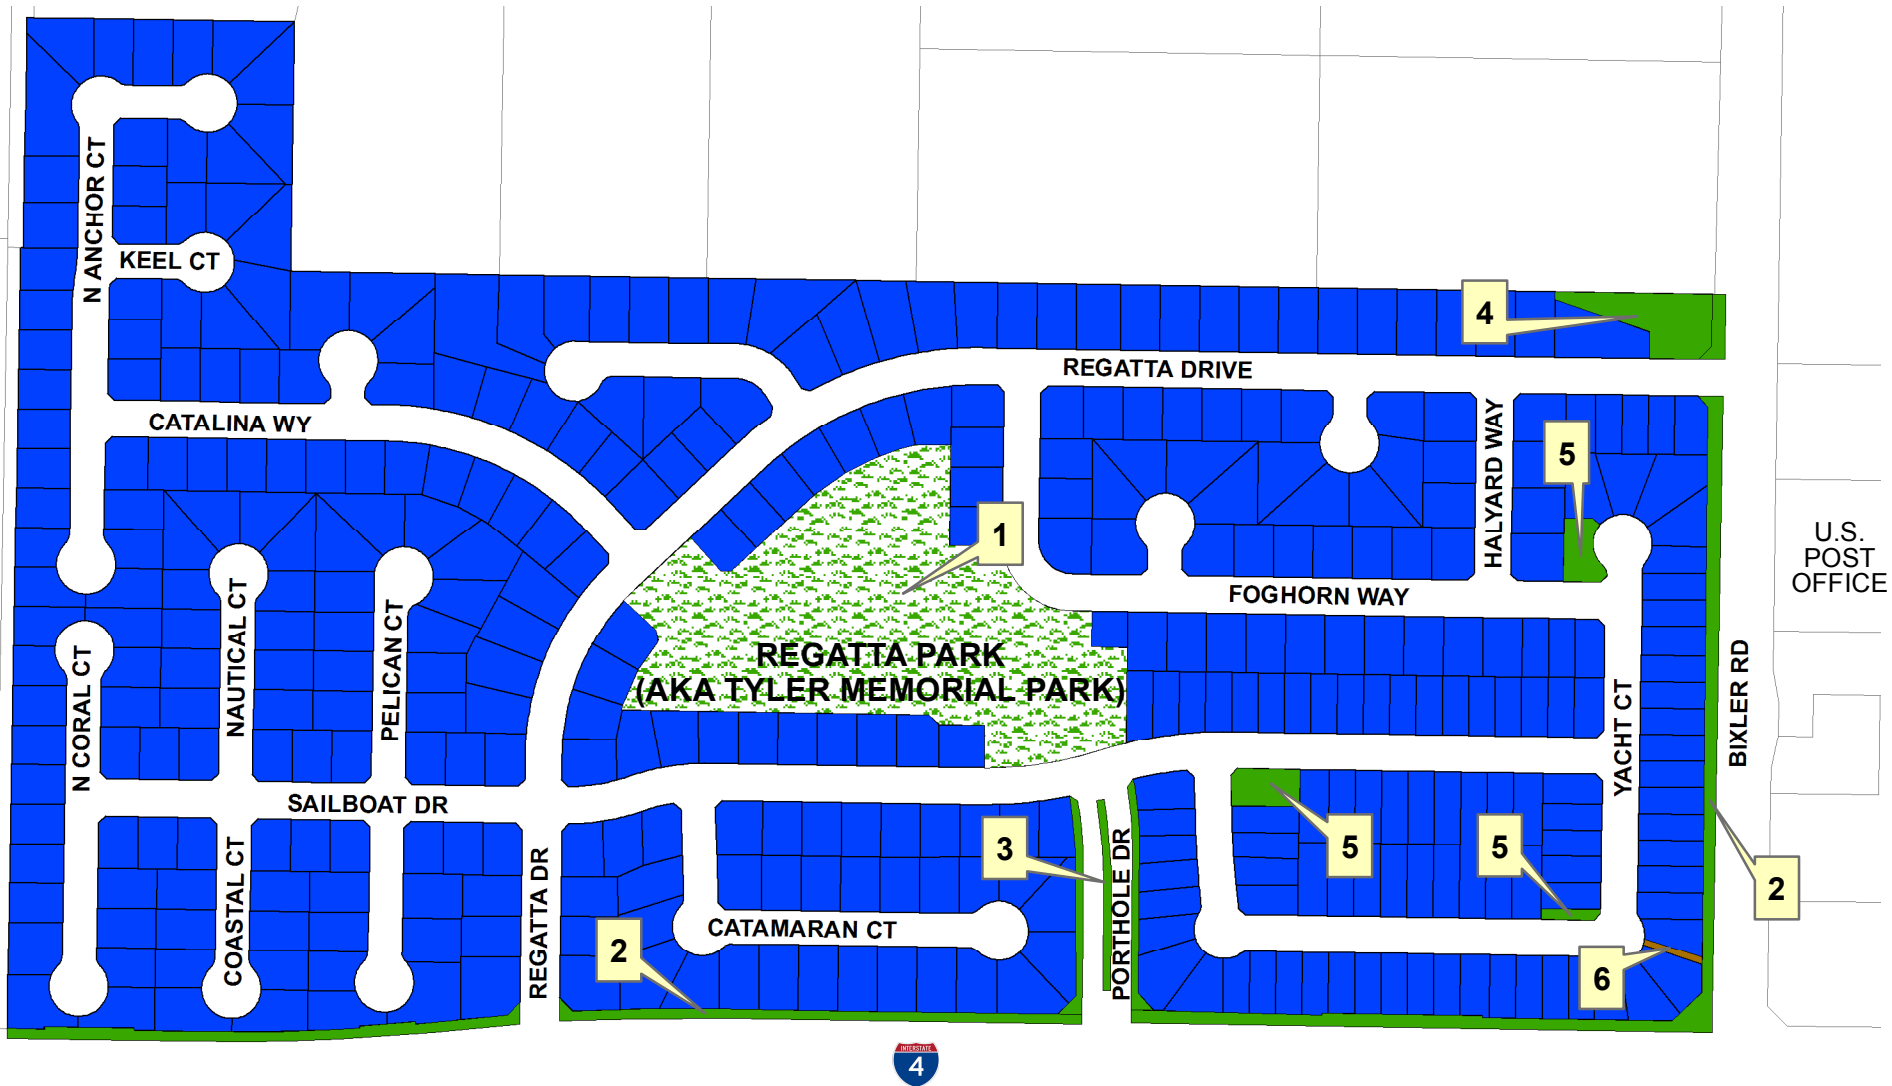 N ANCHOR CT
KEEL CT
4
REGATTA DRIVE
CATALINA WY
HALYARD WAY
5
1
U.S.
POST
OFFICE
FOGHORN WAY
NAUTICAL CT
PELICAN CT
N CORAL CT
REGATTA PARK
(AKA TYLER MEMORIAL PARK)
YACHT CT
BIXLER RD
SAILBOAT DR
COASTAL CT
REGATTA DR
3
PORTHOLE DR
5
5
2
CATAMARAN CT
2
6
INTERSTATE
4